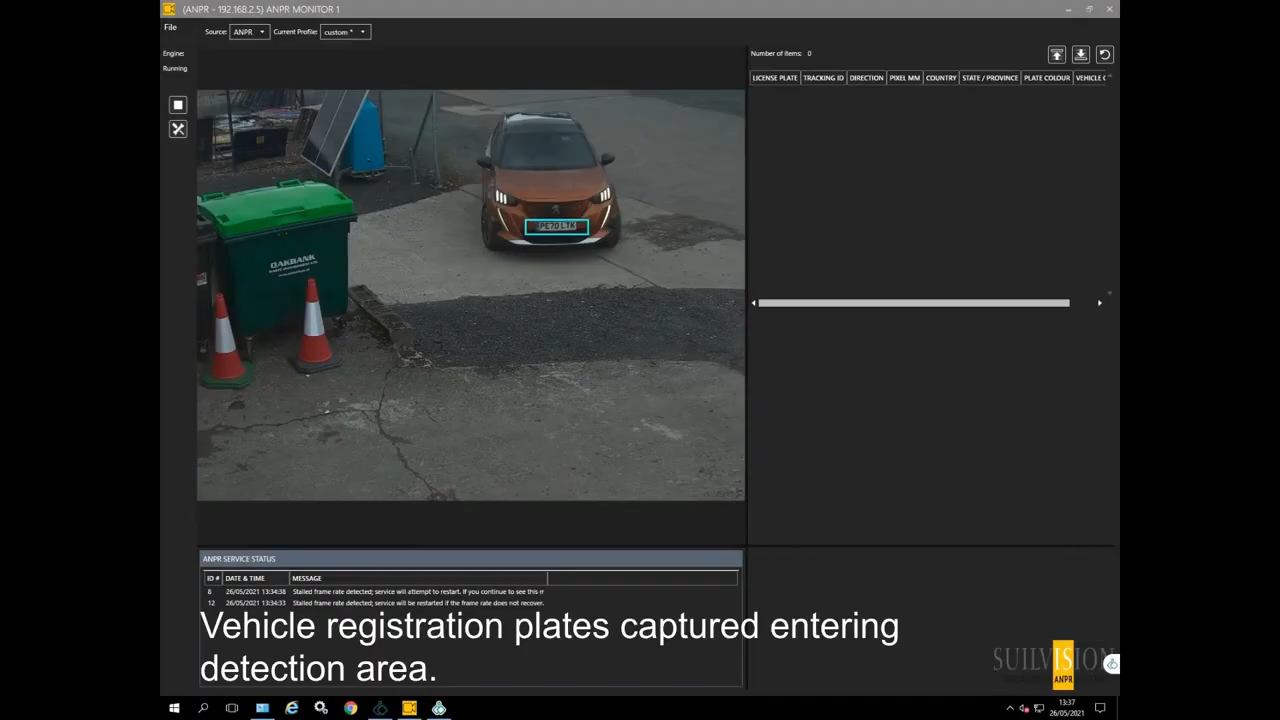 (ANPR - 192.168.2.5) ANPR MONITOR 1
File
Source: ANPR Current Profile: custom *
Engine:
Running
Number of items: 0
LICENSE PLATE TRACKING ID DIRECTION PIXEL MM COUNTRY STATE / PROVINCE PLATE COLOUR VEHICLE C
PE70 LTK
OAKBANK
ANPR SERVICE STATUS
ID # DATE & TIME MESSAGE
8 26/05/2021 13:34:38 Stalled frame rate detected; service will attempt to restart. If you continue to see this m
12 26/05/2021 13:34:33 Stalled frame rate detected; service will be restarted if the frame rate does not recover.
Vehicle registration plates captured entering
detection area.
SUILVISION
ANPR
13:37
26/05/2021